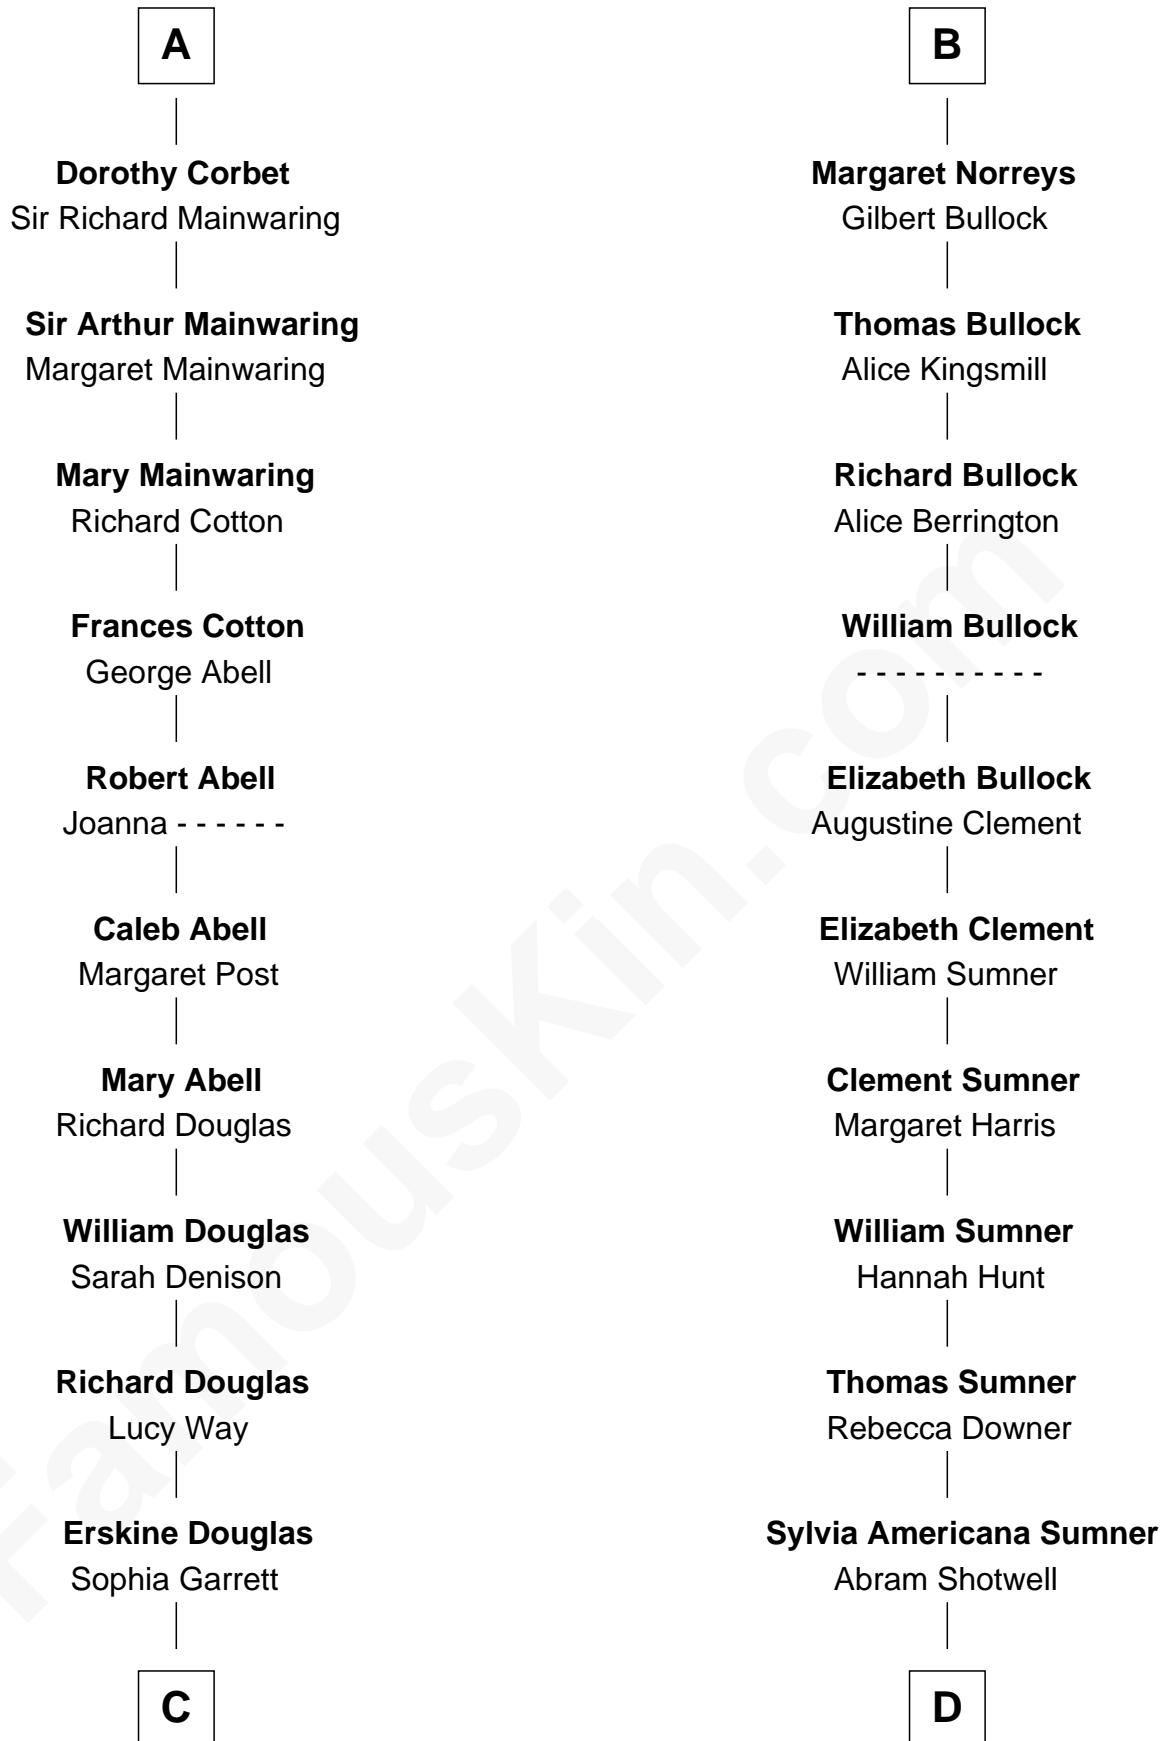 A
Dorothy Corbet
Sir Richard Mainwaring
Sir Arthur Mainwaring
Margaret Mainwaring
Mary Mainwaring
Richard Cotton
Frances Cotton
George Abell
Robert Abell
Joanna - - - - - -
Caleb Abell
Margaret Post
Mary Abell
Richard Douglas
William Douglas
Sarah Denison
Richard Douglas
Lucy Way
Erskine Douglas
Sophia Garrett
C
B
Margaret Norreys
Gilbert Bullock
Thomas Bullock
Alice Kingsmill
Richard Bullock
Alice Berrington
William Bullock
- - - - - - - - - -
Elizabeth Bullock
Augustine Clement
Elizabeth Clement
William Sumner
Clement Sumner
Margaret Harris
William Sumner
Hannah Hunt
Thomas Sumner
Rebecca Downer
Sylvia Americana Sumner
Abram Shotwell
D
FamousKin.com